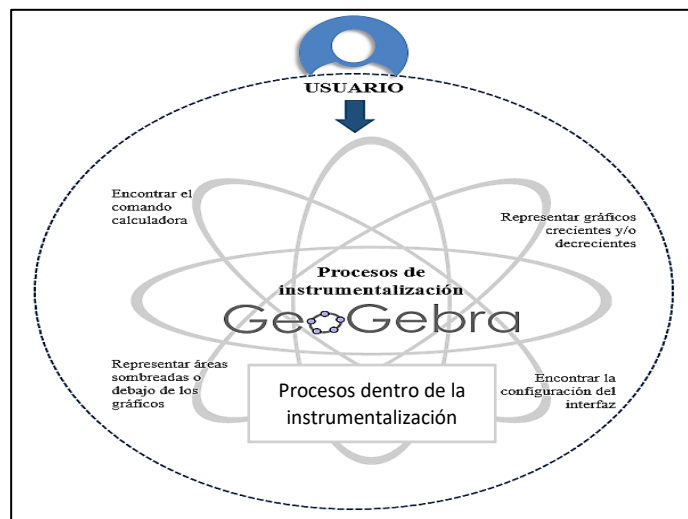 USUARIO
Encontrar el
comando
calculadora
Representar gráficos
crecientes y/o
decrecientes
Procesos de
instrumentalización
GeoGebra
Representar áreas
sombreadas o
debajo de los
gráficos
Procesos dentro de la
instrumentalización
Encontrar la
configuración del
interfaz